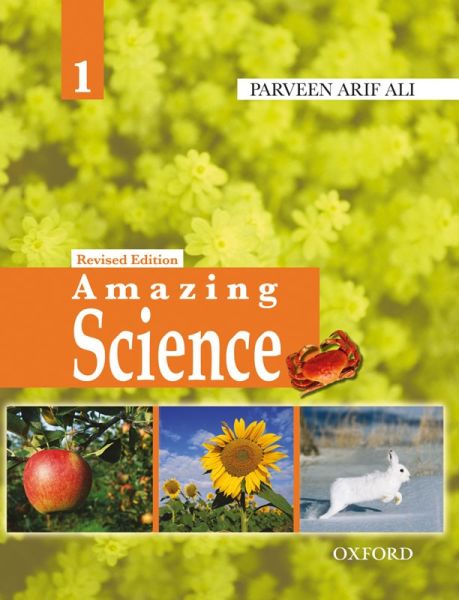 1
PARVEEN ARIF ALI
Revised Edition
Amazing
Science
OXFORD